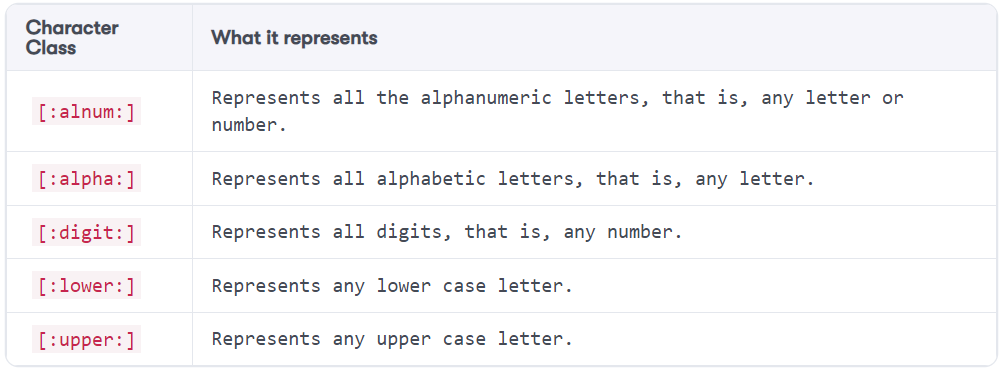 Character
Class
What it represents
[:alnum:]
Represents all the alphanumeric letters, that is, any letter or
number.
[:alpha:]
Represents all alphabetic letters, that is, any letter.
[:digit:]
Represents all digits, that is, any number.
[:lower:]
Represents any lower case letter.
[:upper:]
Represents any upper case letter.